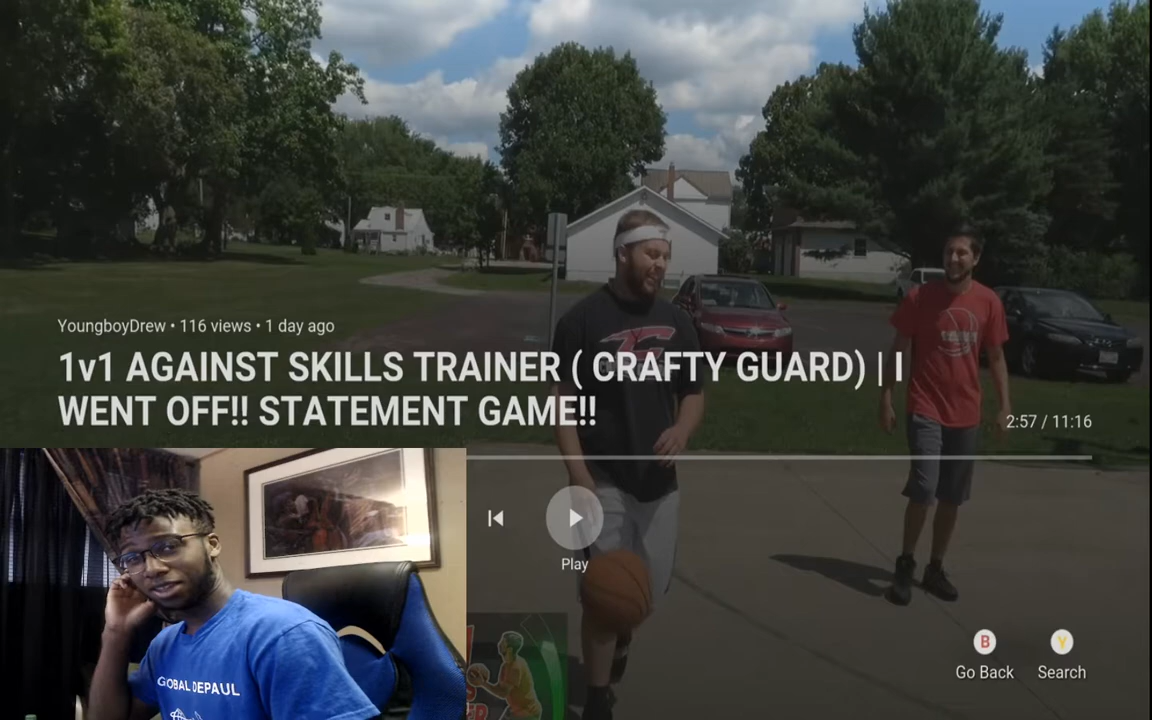 YoungboyDrew • 116 views • 1 day ago
1v1 AGAINST SKILLS TRAINER ( CRAFTY GUARD) | I
WENT OFF!! STATEMENT GAME!!
2:57 / 11:16
Play
B
Y
Go Back
Search
GLOBAL DEPAUL